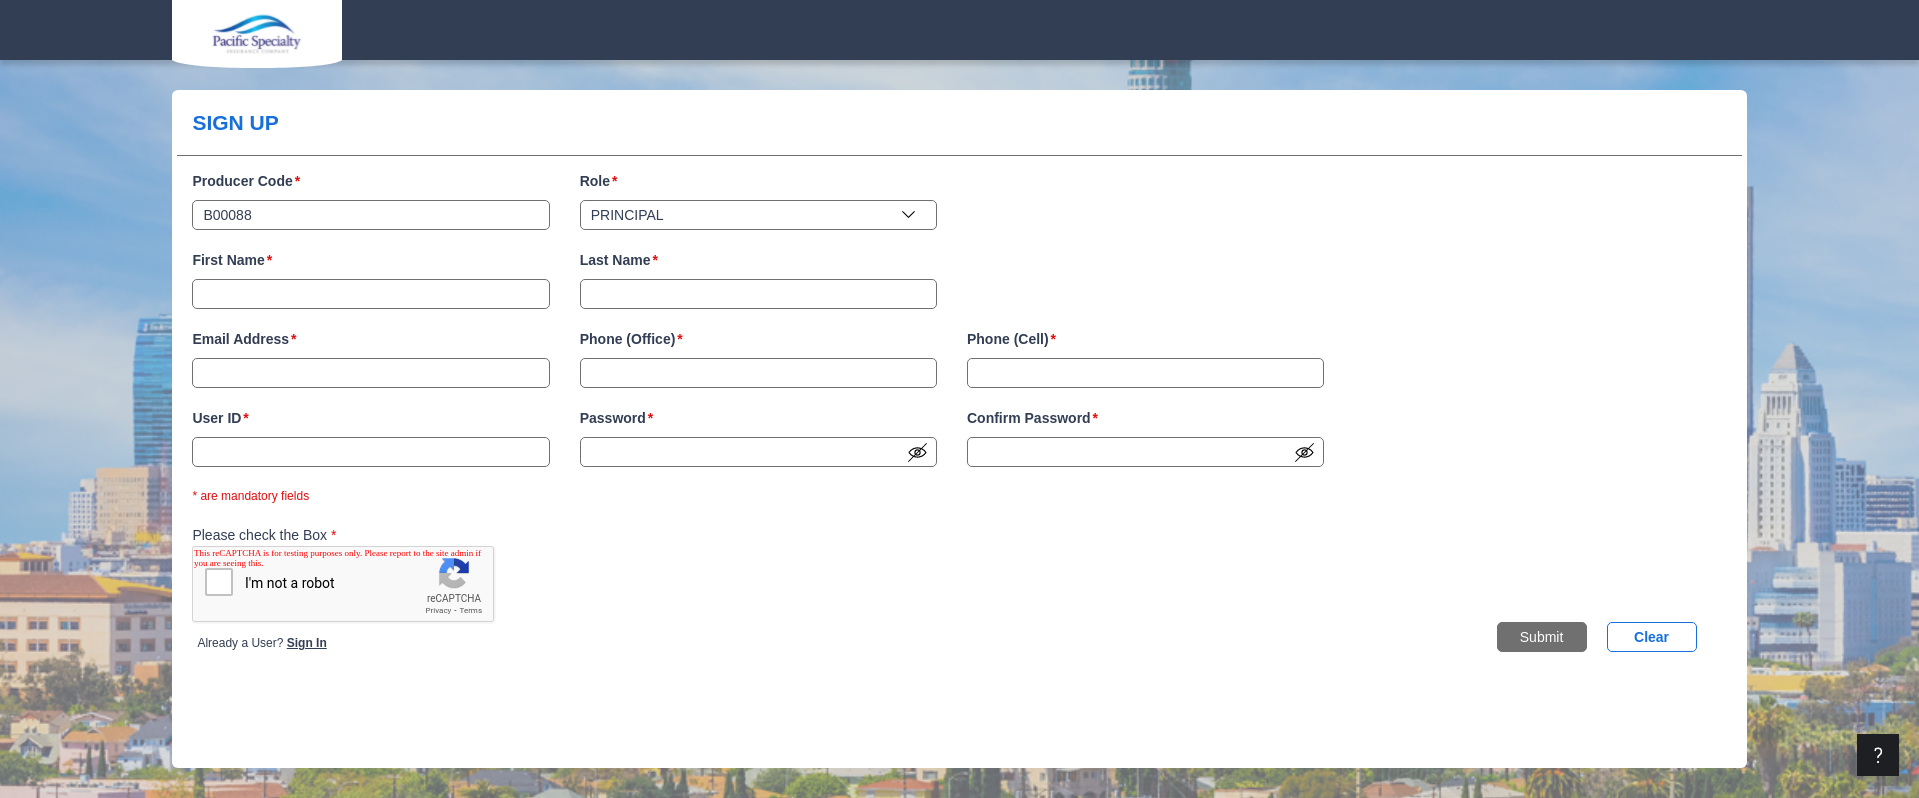 Pacific Specialty
INSURANCE COMPANY
SIGN UP
Producer Code* Role*
B00088 PRINCIPAL
First Name* Last Name*
Email Address* Phone (Office)* Phone (Cell)*
User ID* Password* Confirm Password*
* are mandatory fields
Please check the Box *
This reCAPTCHA is for testing purposes only. Please report to the site admin if
you are seeing this.
I'm not a robot
reCAPTCHA
Privacy - Terms
Already a User? Sign In
Submit Clear
?